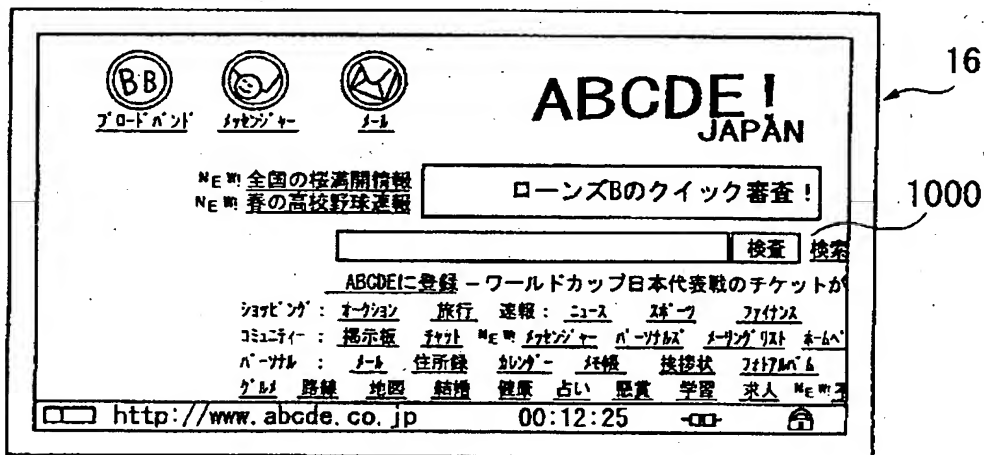 16
B·B
ブロードバンド メッセンジャー メール
ABCDE!
JAPAN
NEW! 全国の桜満開情報
NEW! 春の高校野球速報
ローンズBのクイック審査!
1000
検査 検索
ABCDEに登録 – ワールドカップ日本代表戦のチケットが
ショッピング: オークション 旅行 速報: ニュース スポーツ ファイナンス
コミュニティー: 掲示板 チャット NEW! メッセンジャー パーソナルズ メーリングリスト ホームペ
パーソナル: メール 住所録 カレンダー メモ帳 挨拶状 フォトアルバム
グルメ 路線 地図 結婚 健康 占い 懸賞 学習 求人 NEW!
http://www.abcde.co.jp 00:12:25